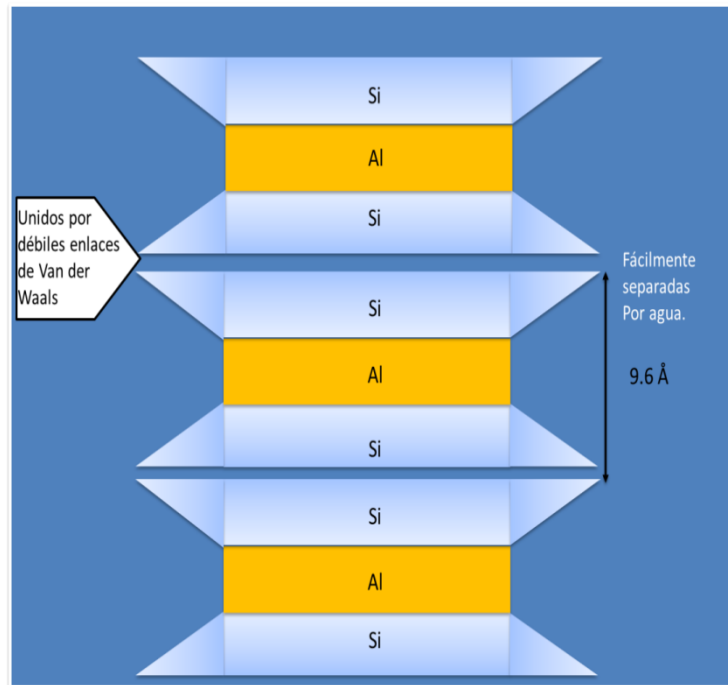 Si
Al
Si
Unidos por
débiles enlaces
de Van der
Waals
Fácilmente
separadas
Por agua.
Si
Al
9.6 Å
Si
Si
Al
Si